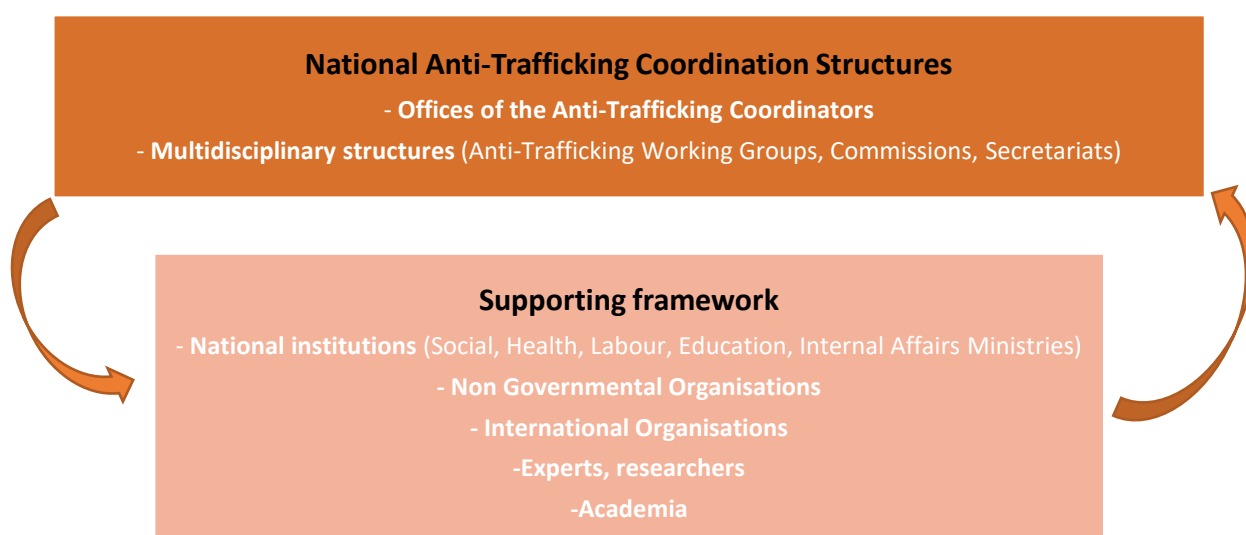 National Anti-Trafficking Coordination Structures
- Offices of the Anti-Trafficking Coordinators
- Multidisciplinary structures (Anti-Trafficking Working Groups, Commissions, Secretariats)
Supporting framework
- National institutions (Social, Health, Labour, Education, Internal Affairs Ministries)
- Non Governmental Organisations
- International Organisations
-Experts, researchers
-Academia